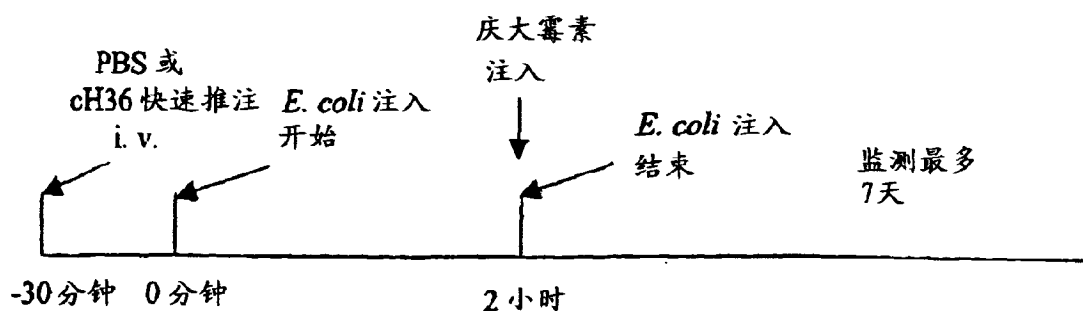 PBS 或
cH36 快速推注
i. v.
E. coli 注入
开始
庆大霉素
注入
E. coli 注入
结束
监测最多
7天
-30分钟
0分钟
2小时